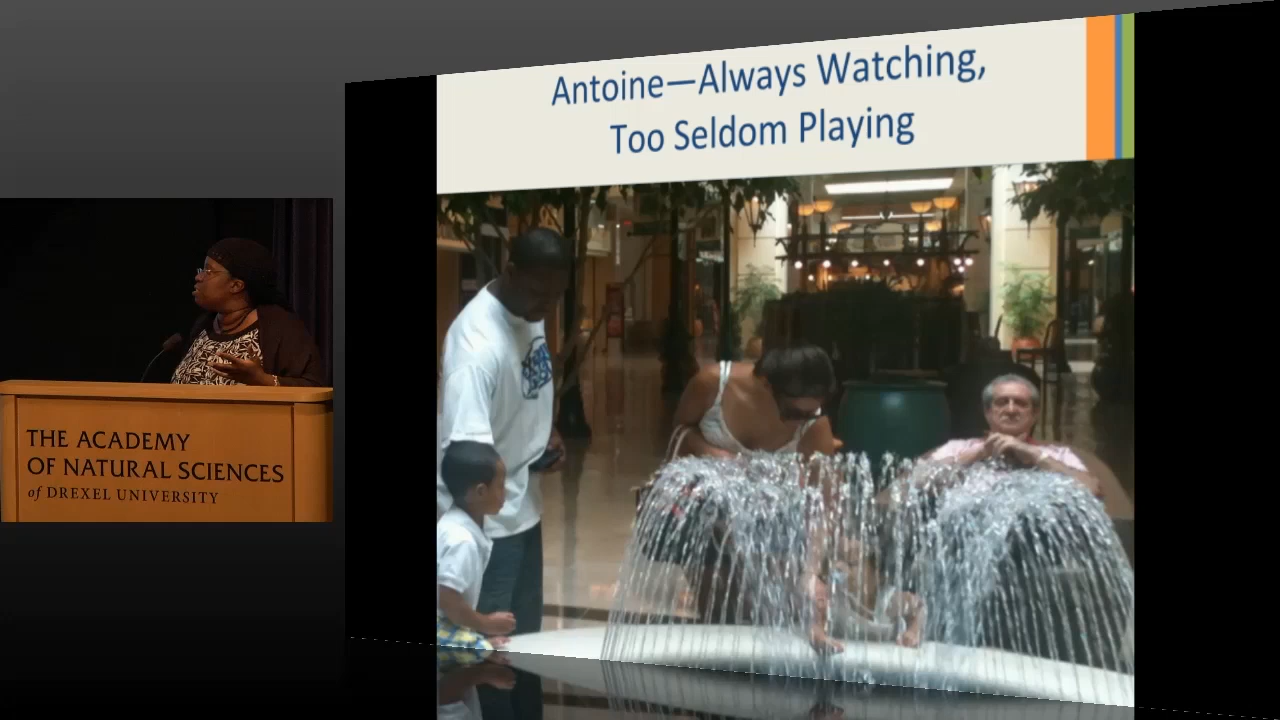 Antoine—Always Watching,
Too Seldom Playing
THE ACADEMY
OF NATURAL SCIENCES
of DREXEL UNIVERSITY